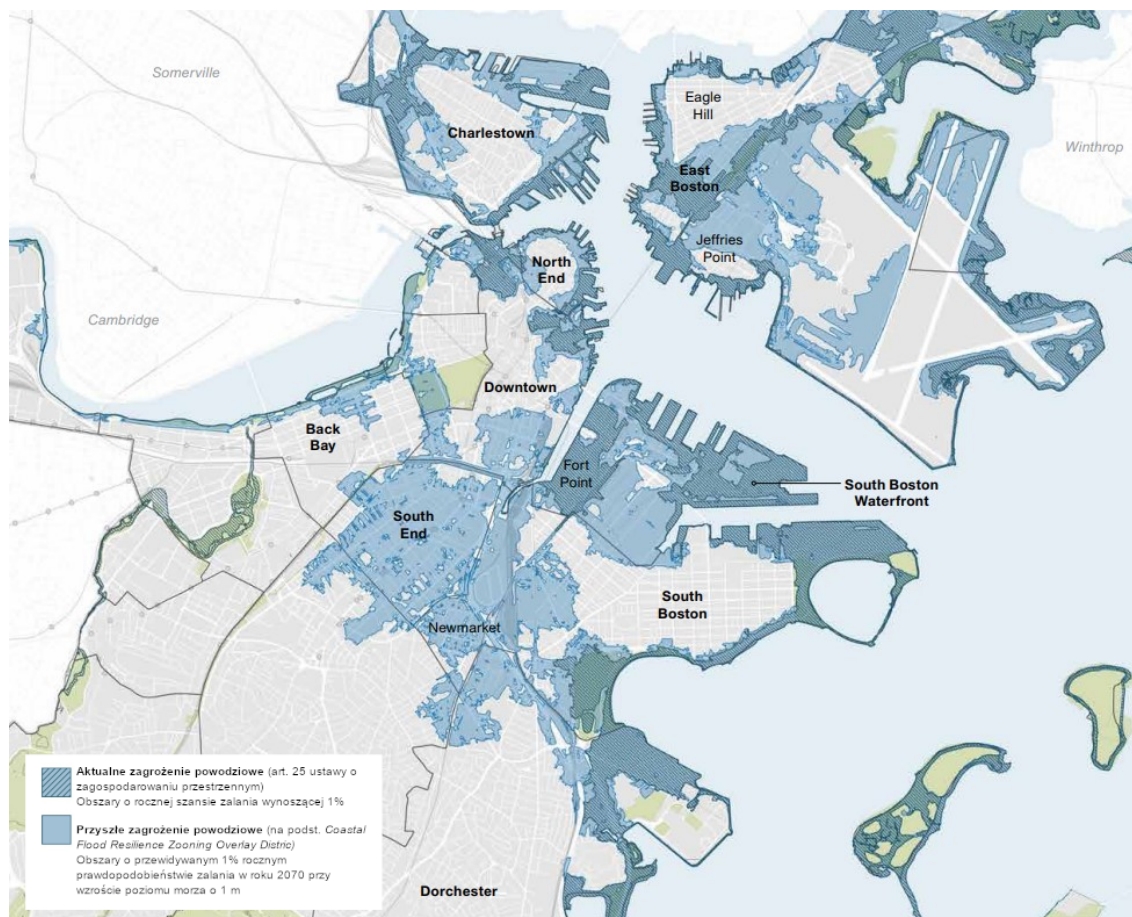 Somerville
Charlestown
Eagle
Hill
Winthrop
East
Boston
Jeffries
Point
North
End
Cambridge
Downtown
Back
Bay
Fort
Point
South Boston
Waterfront
South
End
South
Boston
Newmarket
Aktualne zagrożenie powodziowe (art. 25 ustawy o
zagospodarowaniu przestrzennym)
Obszary o rocznej szansie zalania wynoszącej 1%
Przyszłe zagrożenie powodziowe (na podst. Coastal
Flood Resilience Zooning Overlay Distric)
Obszary o przewidywanym 1% rocznym
prawdopodobieństwie zalania w roku 2070 przy
wzroście poziomu morza o 1 m
Dorchester